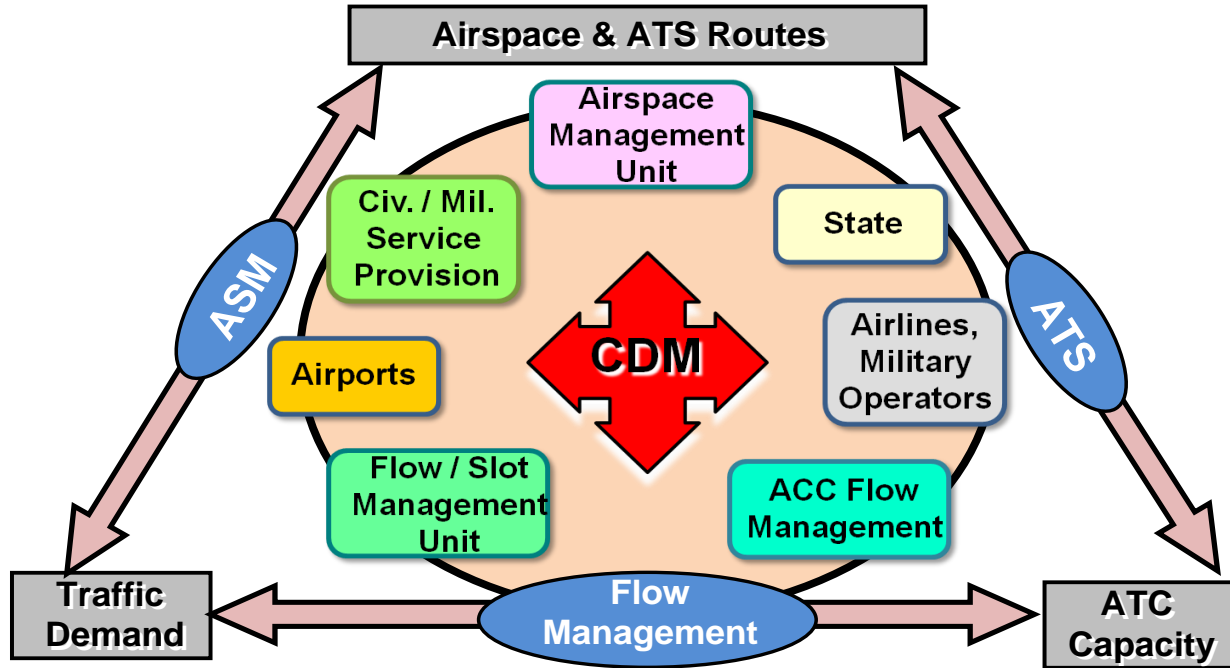 Airspace & ATS Routes
Airspace
Management
Unit
Civ. / Mil.
Service
Provision
State
ASM
CDM
ATS
Airlines,
Military
Operators
Airports
Flow / Slot
Management
Unit
ACC Flow
Management
Traffic
Demand
Flow
Management
ATC
Capacity